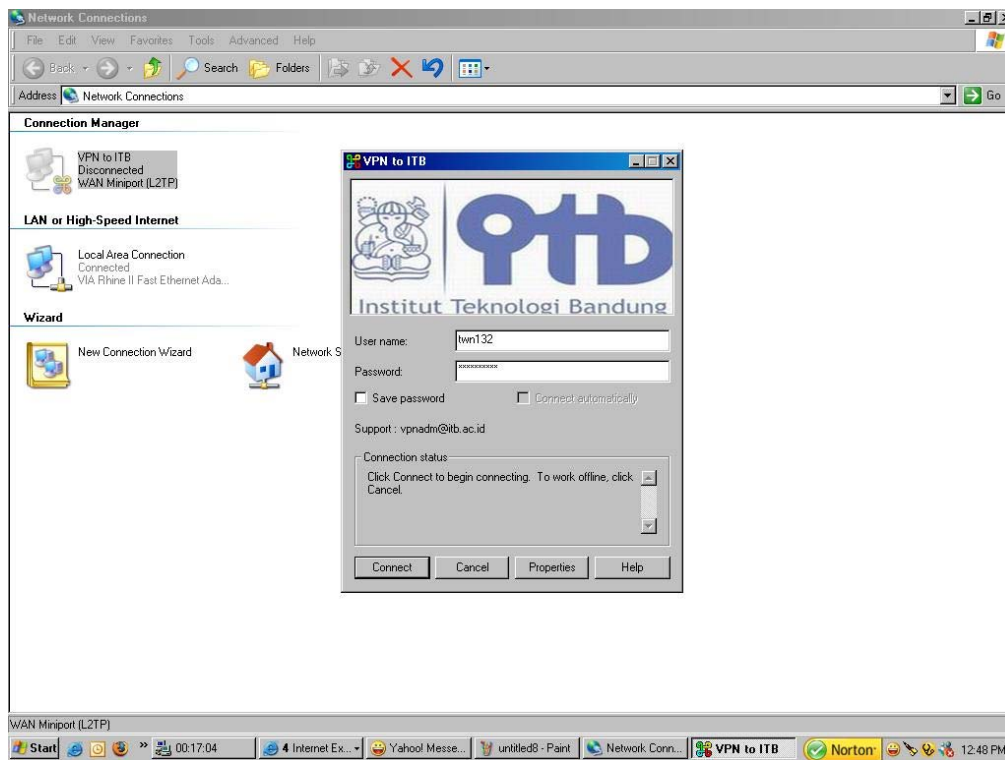 Network Connections
File Edit View Favorites Tools Advanced Help
Back Search Folders
Address Network Connections Go
Connection Manager
VPN to ITB
Disconnected
WAN Miniport (L2TP)
LAN or High-Speed Internet
Local Area Connection
Connected
VIA Rhine II Fast Ethernet Ada...
Wizard
New Connection Wizard
Network S
VPN to ITB
itb
Institut Teknologi Bandung
User name: twn132
Password: xxxxxxxxxx
Save password Connect automatically
Support : vpnadm@itb.ac.id
Connection status
Click Connect to begin connecting. To work offline, click
Cancel.
Connect Cancel Properties Help
WAN Miniport (L2TP)
Start » 00:17:04 4 Internet Ex... Yahoo! Messe... untitled8 - Paint Network Conn... VPN to ITB Norton 12:48 PM